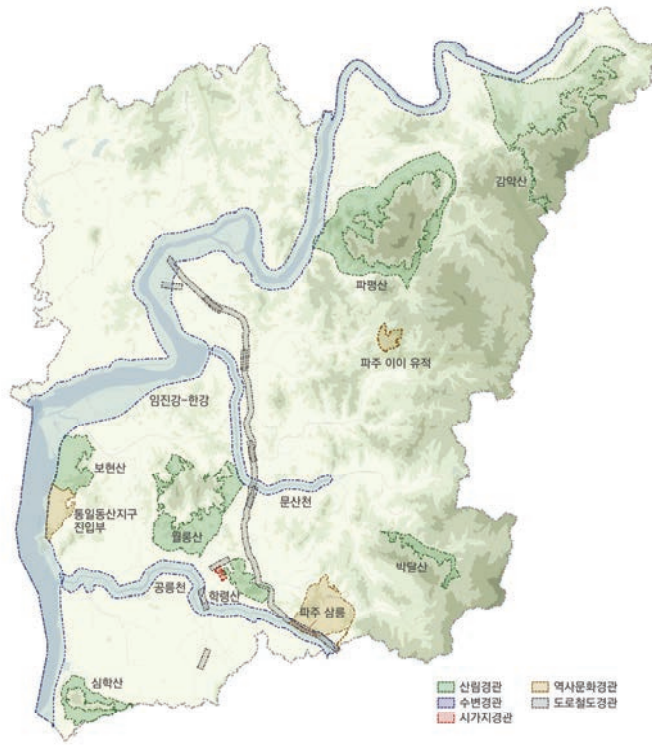 감악산
파평산
파주 이이 유적
임진강-한강
보현산
통일동산지구
진입부
월롱산
문산천
박달산
공릉천
학령산
파주 삼릉
심학산
산림경관
역사문화경관
수변경관
도로철도경관
시가지경관